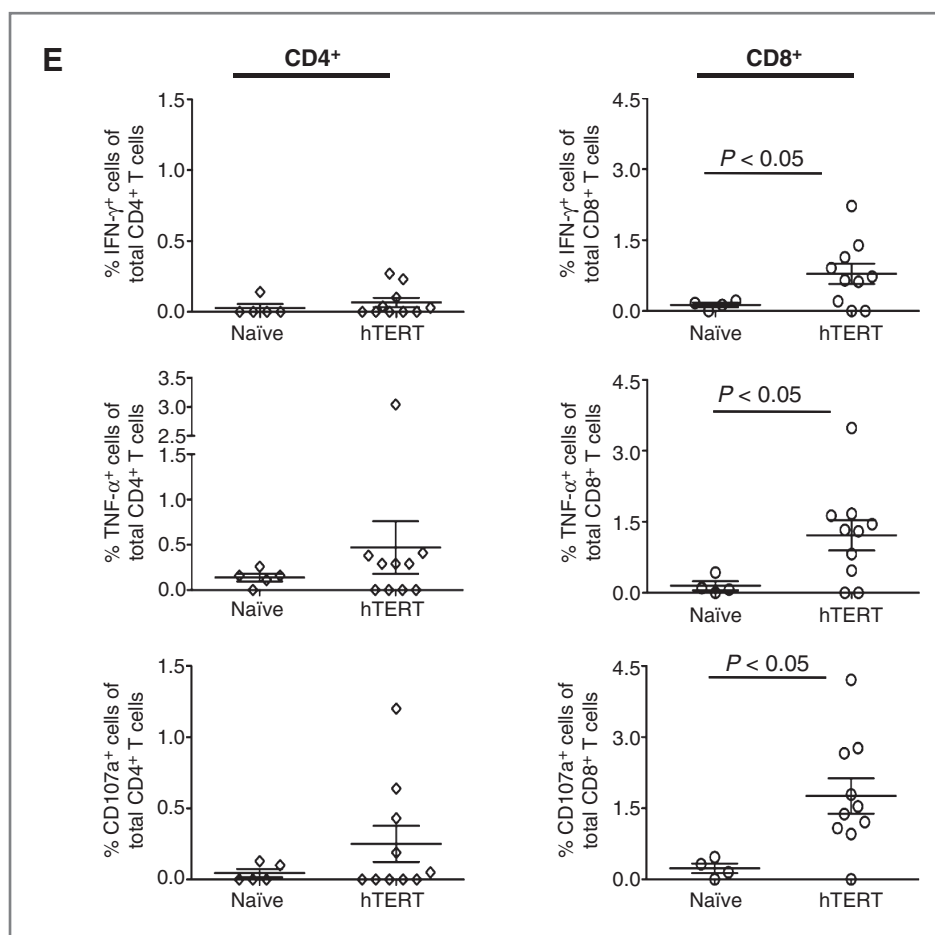 E
CD4⁺
CD8⁺
% IFN-γ⁺ cells of
total CD4⁺ T cells
1.5
1.0
0.5
0.0
Naïve
hTERT
% IFN-γ⁺ cells of
total CD8⁺ T cells
4.5
3.0
1.5
0.0
P < 0.05
Naïve
hTERT
% TNF-α⁺ cells of
total CD4⁺ T cells
3.5
3.0
2.5
1.5
1.0
0.5
0.0
Naïve
hTERT
% TNF-α⁺ cells of
total CD8⁺ T cells
4.5
3.0
1.5
0.0
P < 0.05
Naïve
hTERT
% CD107a⁺ cells of
total CD4⁺ T cells
1.5
1.0
0.5
0.0
Naïve
hTERT
% CD107a⁺ cells of
total CD8⁺ T cells
4.5
3.0
1.5
0.0
P < 0.05
Naïve
hTERT